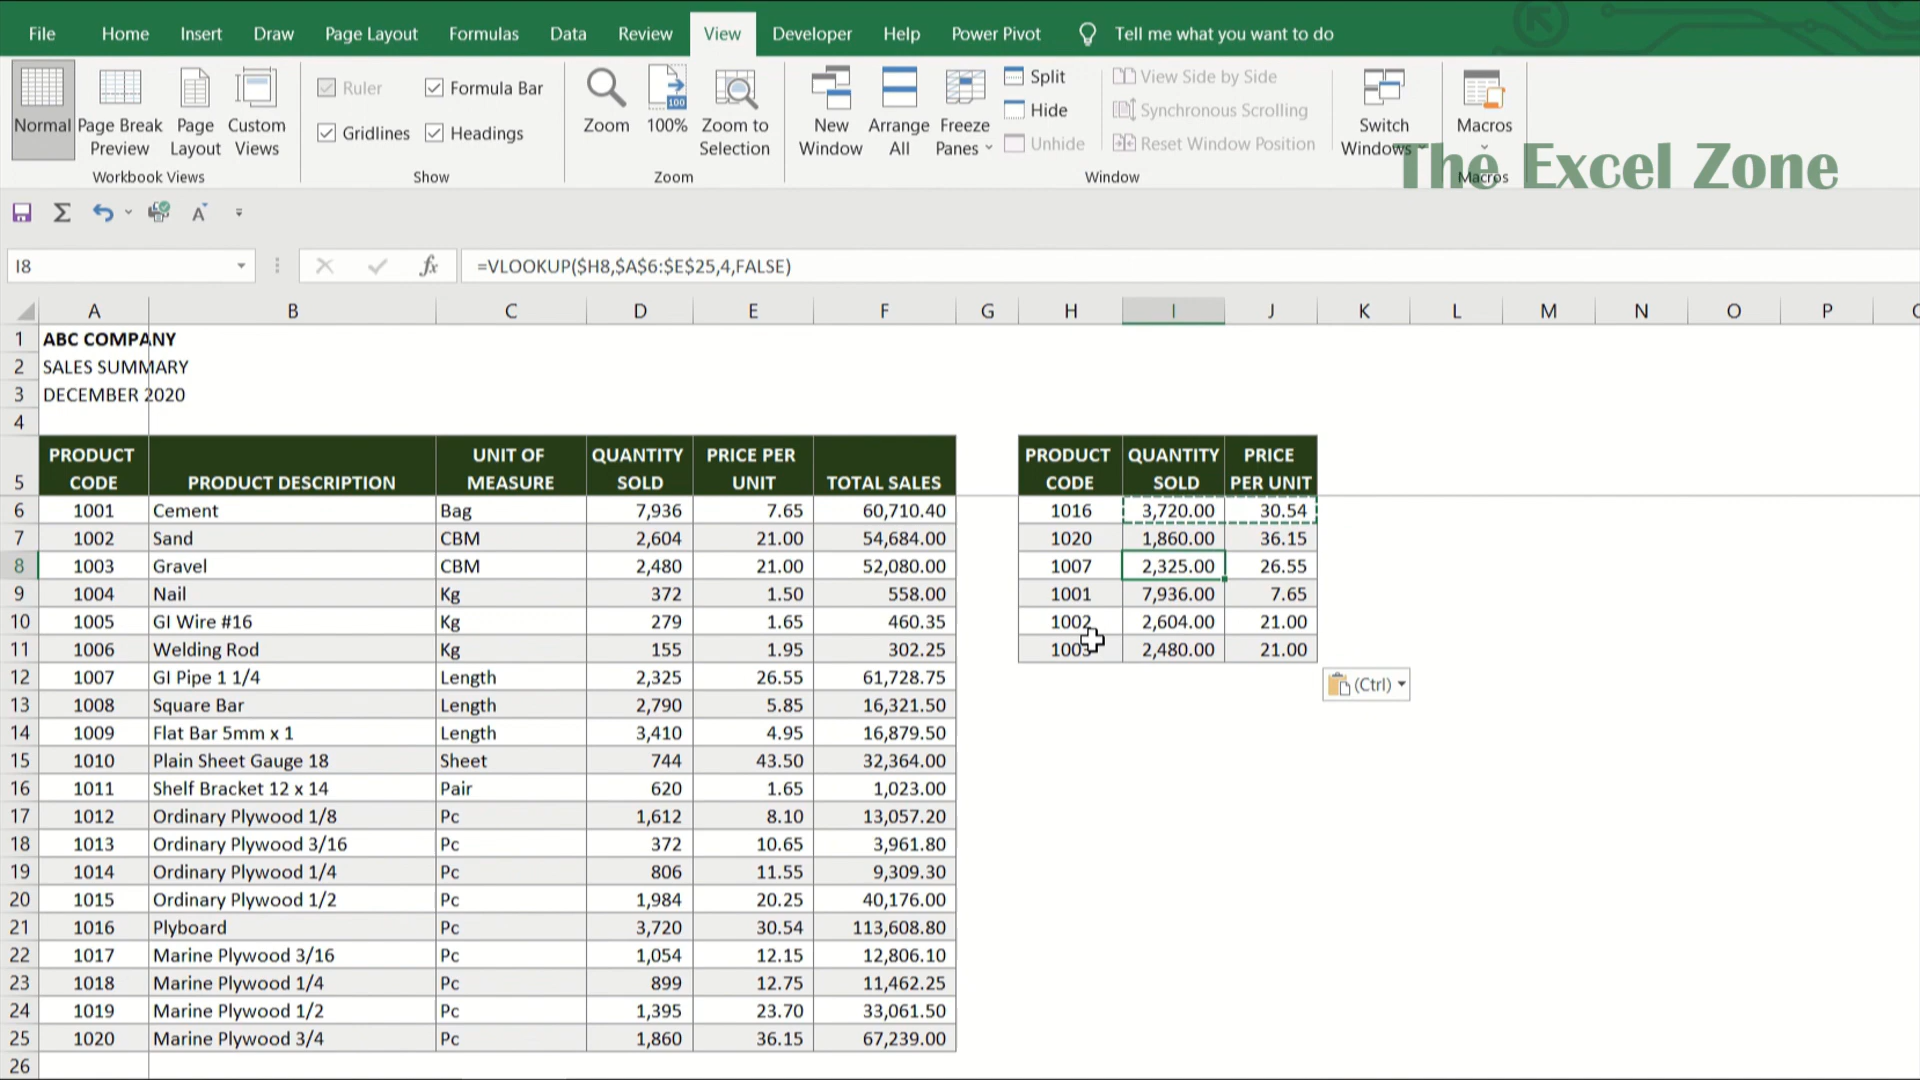 File Home Insert Draw Page Layout Formulas Data Review View Developer Help Power Pivot Tell me what you want to do
Normal Page Break Preview Page Layout Custom Views
Ruler Formula Bar
Gridlines Headings
Zoom 100% Zoom to Selection
New Window Arrange All Freeze Panes
Split
Hide
Unhide
View Side by Side
Synchronous Scrolling
Reset Window Position
Switch Windows
Macros
Workbook Views Show Zoom Window Macros
The Excel Zone
I8 fx =VLOOKUP($H8,$A$6:$E$25,4,FALSE)
A B C D E F G H I J K L M N O P
1 ABC COMPANY
2 SALES SUMMARY
3 DECEMBER 2020
4
5 PRODUCT CODE PRODUCT DESCRIPTION UNIT OF MEASURE QUANTITY SOLD PRICE PER UNIT TOTAL SALES PRODUCT CODE QUANTITY SOLD PRICE PER UNIT
6 1001 Cement Bag 7,936 7.65 60,710.40 1016 3,720.00 30.54
7 1002 Sand CBM 2,604 21.00 54,684.00 1020 1,860.00 36.15
8 1003 Gravel CBM 2,480 21.00 52,080.00 1007 2,325.00 26.55
9 1004 Nail Kg 372 1.50 558.00 1001 7,936.00 7.65
10 1005 GI Wire #16 Kg 279 1.65 460.35 1002 2,604.00 21.00
11 1006 Welding Rod Kg 155 1.95 302.25 1003 2,480.00 21.00
12 1007 GI Pipe 1 1/4 Length 2,325 26.55 61,728.75
(Ctrl)
13 1008 Square Bar Length 2,790 5.85 16,321.50
14 1009 Flat Bar 5mm x 1 Length 3,410 4.95 16,879.50
15 1010 Plain Sheet Gauge 18 Sheet 744 43.50 32,364.00
16 1011 Shelf Bracket 12 x 14 Pair 620 1.65 1,023.00
17 1012 Ordinary Plywood 1/8 Pc 1,612 8.10 13,057.20
18 1013 Ordinary Plywood 3/16 Pc 372 10.65 3,961.80
19 1014 Ordinary Plywood 1/4 Pc 806 11.55 9,309.30
20 1015 Ordinary Plywood 1/2 Pc 1,984 20.25 40,176.00
21 1016 Plyboard Pc 3,720 30.54 113,608.80
22 1017 Marine Plywood 3/16 Pc 1,054 12.15 12,806.10
23 1018 Marine Plywood 1/4 Pc 899 12.75 11,462.25
24 1019 Marine Plywood 1/2 Pc 1,395 23.70 33,061.50
25 1020 Marine Plywood 3/4 Pc 1,860 36.15 67,239.00
26